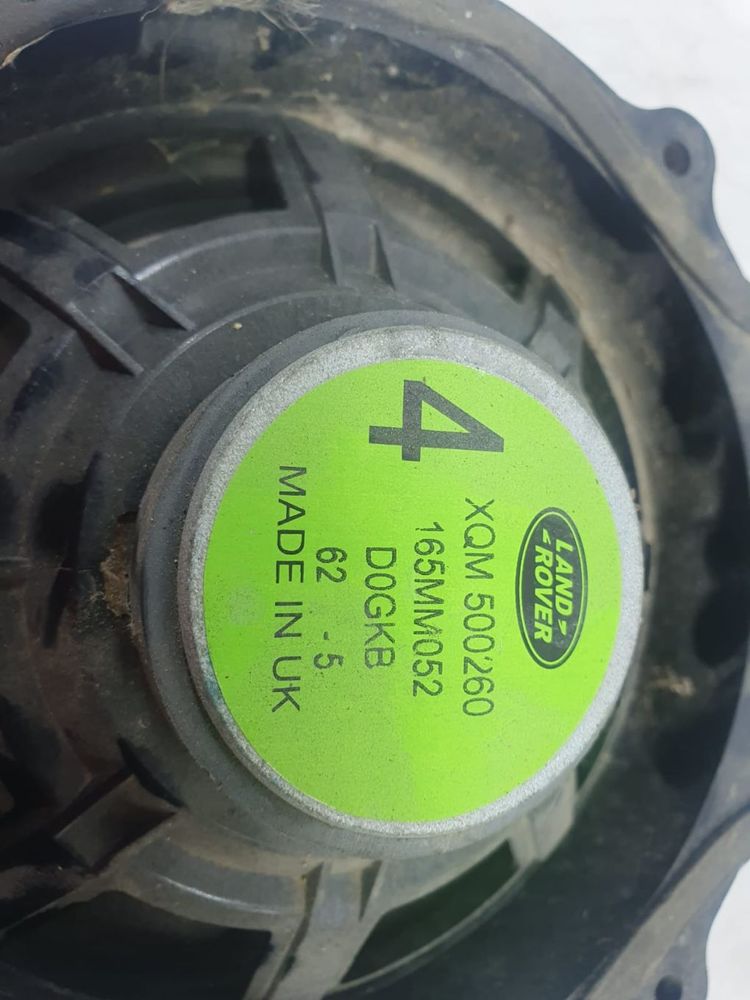 LAND
ROVER
4
XQM 500260
165MM052
D0GKB
62 -5
MADE IN UK